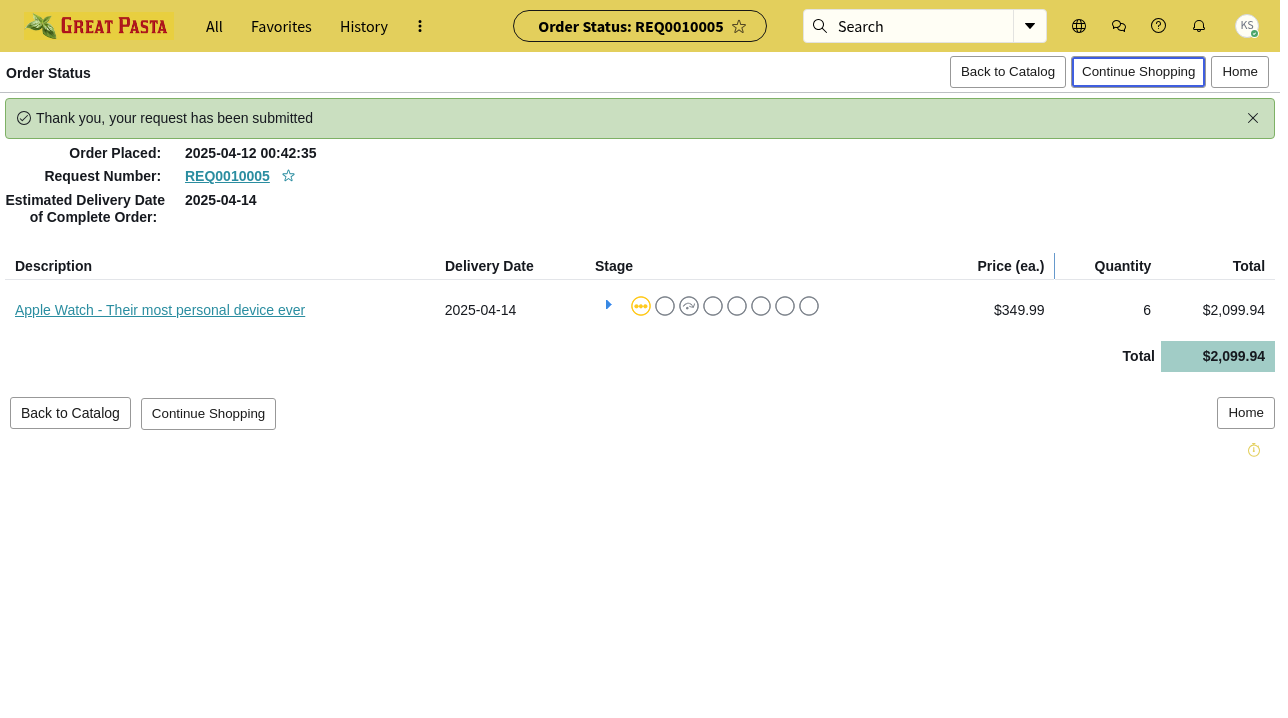 GREAT PASTA
All
Favorites
History
Order Status: REQ0010005
Search
KS
Order Status
Back to Catalog
Continue Shopping
Home
Thank you, your request has been submitted
Order Placed: 2025-04-12 00:42:35
Request Number: REQ0010005
Estimated Delivery Date
of Complete Order: 2025-04-14
Description Delivery Date Stage Price (ea.) Quantity Total
Apple Watch - Their most personal device ever 2025-04-14 $349.99 6 $2,099.94
Total $2,099.94
Back to Catalog
Continue Shopping
Home